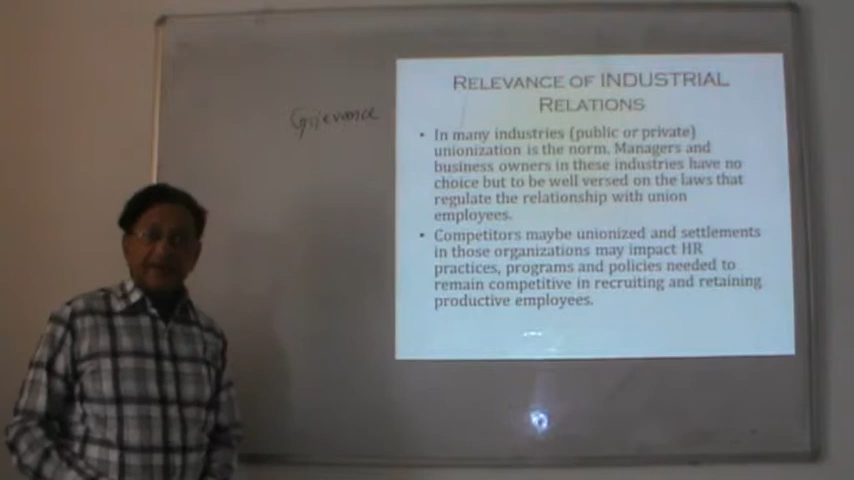 Grievance
RELEVANCE OF INDUSTRIAL
RELATIONS
• In many industries (public or private)
unionization is the norm. Managers and
business owners in these industries have no
choice but to be well versed on the laws that
regulate the relationship with union
employees.
• Competitors maybe unionized and settlements
in those organizations may impact HR
practices, programs and policies needed to
remain competitive in recruiting and retaining
productive employees.